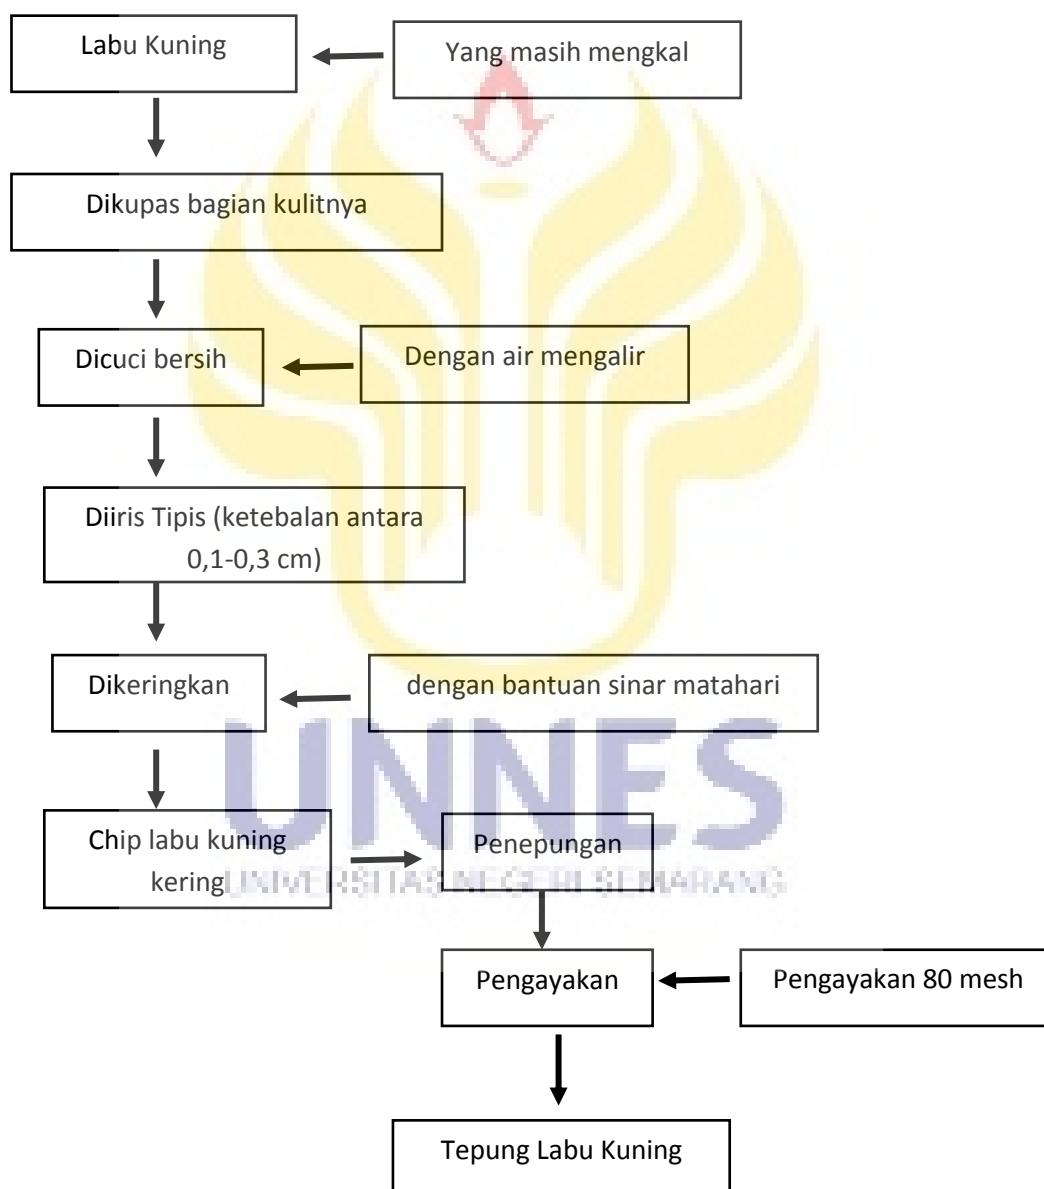 Labu Kuning
Yang masih mengkal
Dikupas bagian kulitnya
Dicuci bersih
Dengan air mengalir
Diiris Tipis (ketebalan antara
0,1-0,3 cm)
Dikeringkan
dengan bantuan sinar matahari
UNNES
UNIVERSITAS NEGERI SEMARANG
Chip labu kuning
kering
Penepungan
Pengayakan
Pengayakan 80 mesh
Tepung Labu Kuning